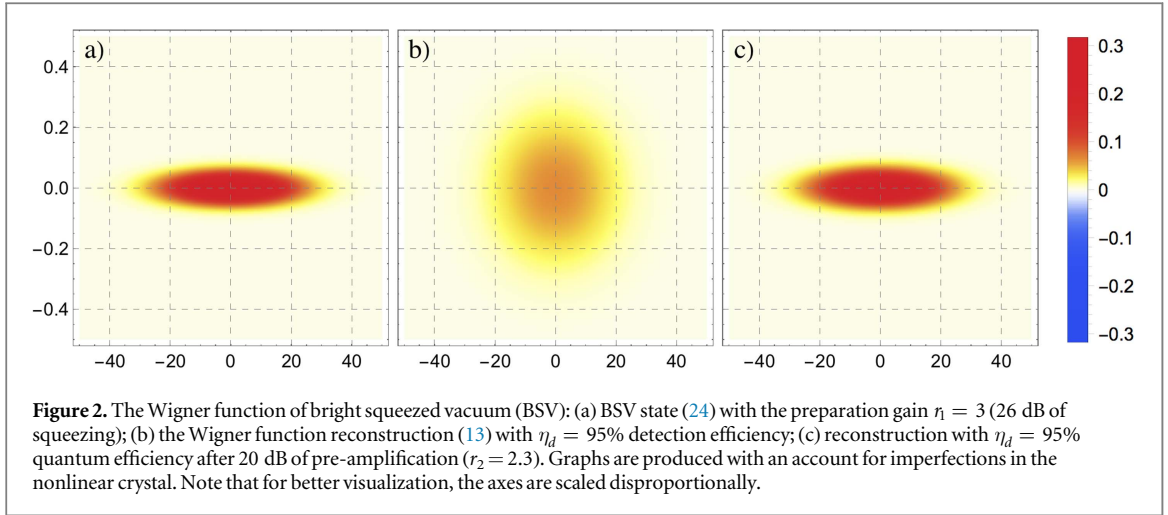 a)
b)
c)
0.4
0.2
0.0
−0.2
−0.4
−40 −20 0 20 40
−40 −20 0 20 40
−40 −20 0 20 40
0.3
0.2
0.1
0
−0.1
−0.2
−0.3
Figure 2. The Wigner function of bright squeezed vacuum (BSV): (a) BSV state (24) with the preparation gain r₁ = 3 (26 dB of
squeezing); (b) the Wigner function reconstruction (13) with η_d = 95% detection efficiency; (c) reconstruction with η_d = 95%
quantum efficiency after 20 dB of pre-amplification (r₂ = 2.3). Graphs are produced with an account for imperfections in the
nonlinear crystal. Note that for better visualization, the axes are scaled disproportionally.